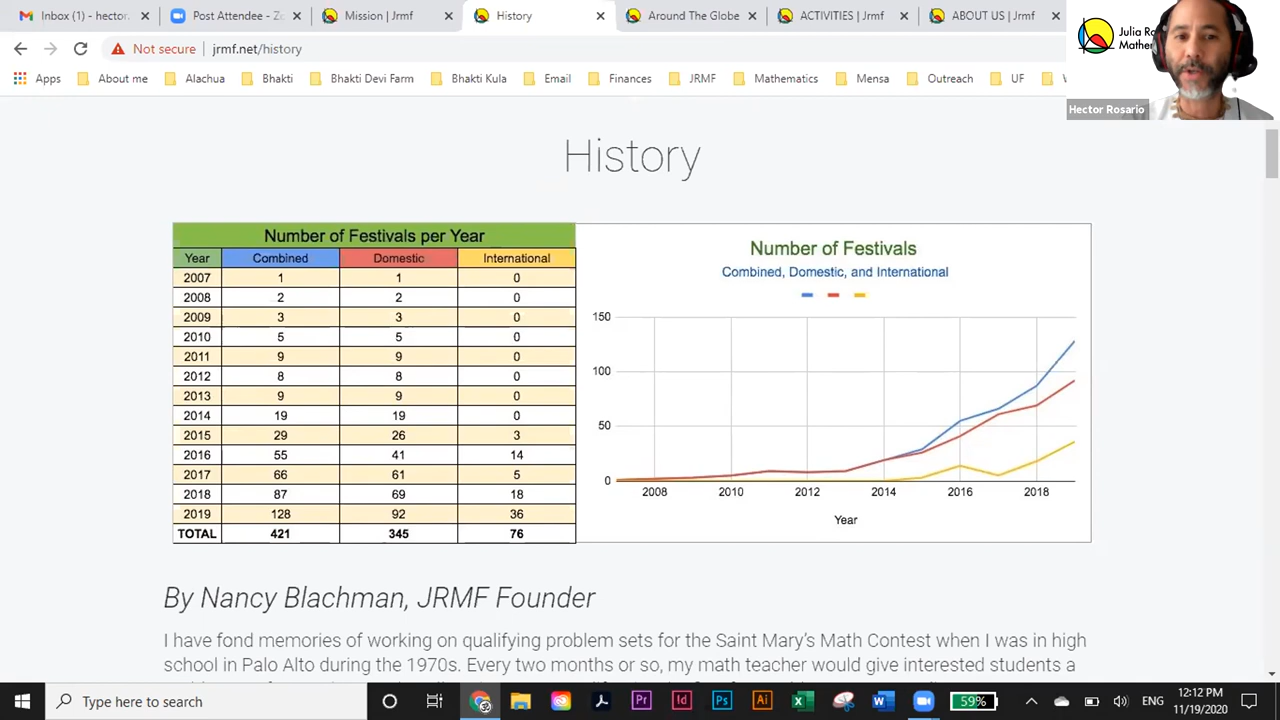 Inbox (1) - hector.
Post Attendee - Zo
Mission | Jrmf
History
Around The Globe
ACTIVITIES | Jrmf
ABOUT US | Jrmf
Not secure | jrmf.net/history
Apps About me Alachua Bhakti Bhakti Devi Farm Bhakti Kula Email Finances JRMF Mathematics Mensa Outreach UF
Julia Ro
Mathe
Hector Rosario
History
Number of Festivals per Year
Year Combined Domestic International
2007 1 1 0
2008 2 2 0
2009 3 3 0
2010 5 5 0
2011 9 9 0
2012 8 8 0
2013 9 9 0
2014 19 19 0
2015 29 26 3
2016 55 41 14
2017 66 61 5
2018 87 69 18
2019 128 92 36
TOTAL 421 345 76
Number of Festivals
Combined, Domestic, and International
150
100
50
0
2008 2010 2012 2014 2016 2018
Year
By Nancy Blachman, JRMF Founder
I have fond memories of working on qualifying problem sets for the Saint Mary's Math Contest when I was in high
school in Palo Alto during the 1970s. Every two months or so, my math teacher would give interested students a
Type here to search
59%
ENG
12:12 PM
11/19/2020